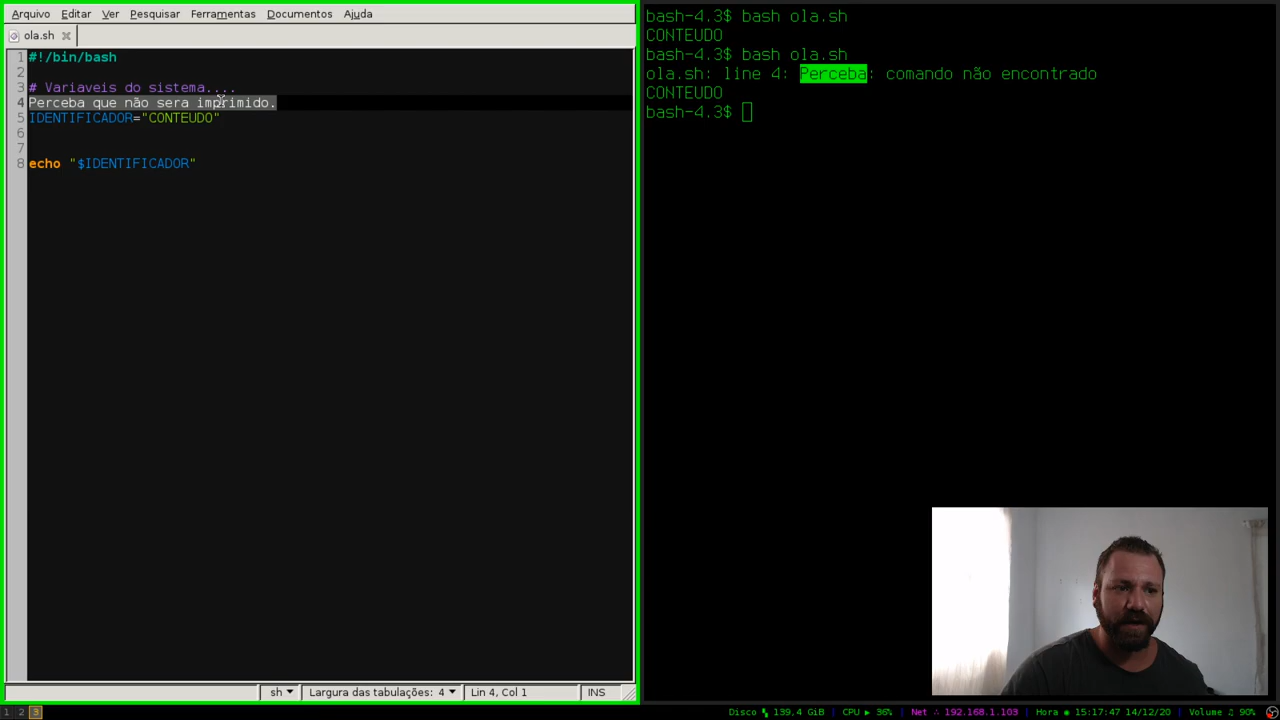 Arquivo Editar Ver Pesquisar Ferramentas Documentos Ajuda
ola.sh
1 #!/bin/bash
2
3 # Variaveis do sistema....
4 Perceba que não sera imprimido.
5 IDENTIFICADOR="CONTEUDO"
6
7
8 echo "$IDENTIFICADOR"
sh Largura das tabulações: 4 Lin 4, Col 1 INS
bash-4.3$ bash ola.sh
CONTEUDO
bash-4.3$ bash ola.sh
ola.sh: line 4: Perceba: comando não encontrado
CONTEUDO
bash-4.3$
1 2 3 Disco 139,4 GiB | CPU ▶ 36% | Net 192.168.1.103 | Hora 15:17:47 14/12/20 | Volume ♫ 90%